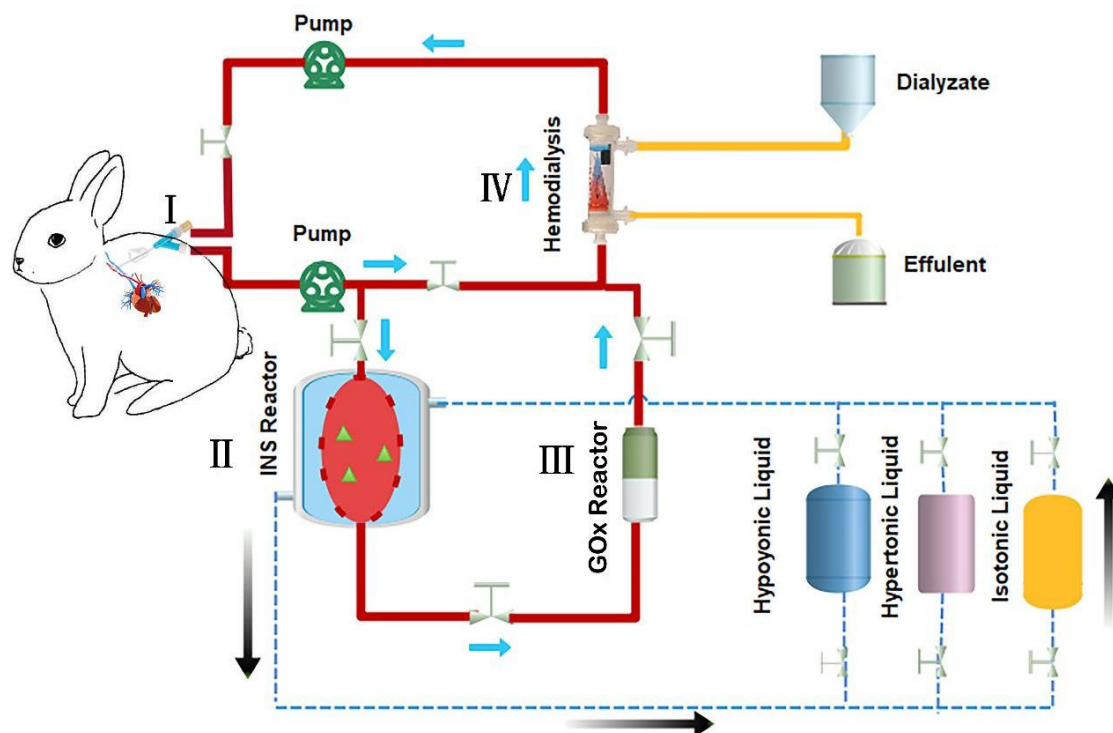 Pump
Dialyzate
IV
Hemodialysis
I
Pump
Effulent
II
INS Reactor
III
GOx Reactor
Hypoyonic Liquid
Hypertonic Liquid
Isotonic Liquid